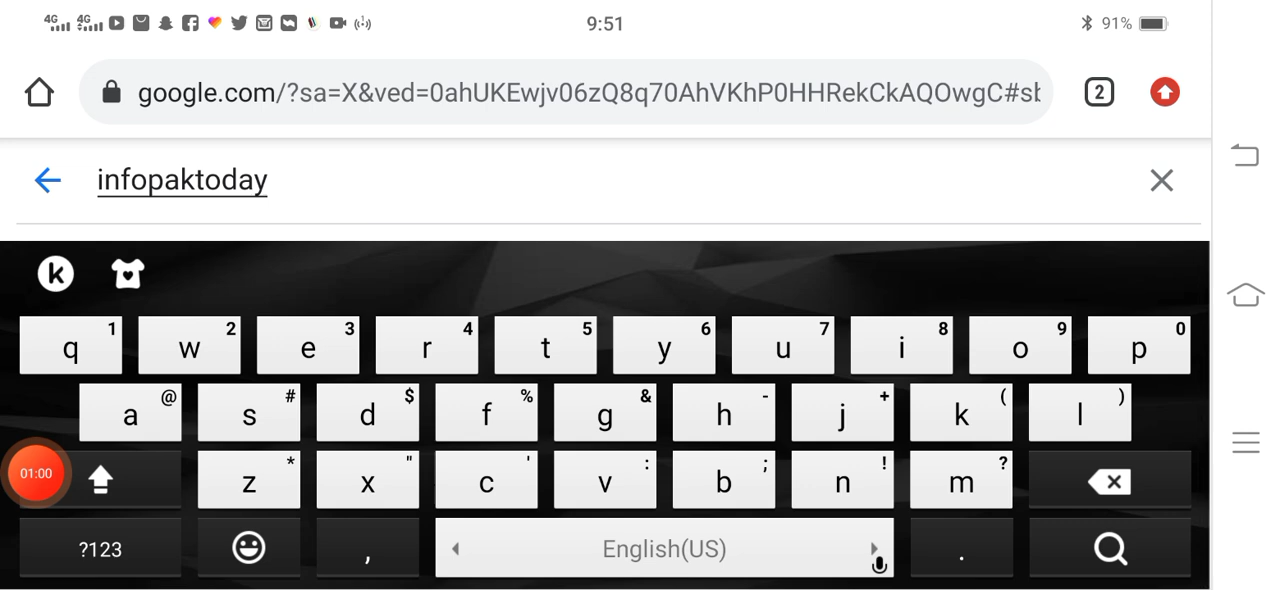 4G 4G 9:51 91%
google.com/?sa=X&ved=0ahUKEwjv06zQ8q70AhVKhP0HHRekCkAQOwgC#sb 2
infopaktoday
k
q 1 w 2 e 3 r 4 t 5 y 6 u 7 i 8 o 9 p 0
a @ s # d $ f % g & h - j + k ( l )
01:00 z * x " c ' v : b ; n ! m ?
?123 , English(US) .